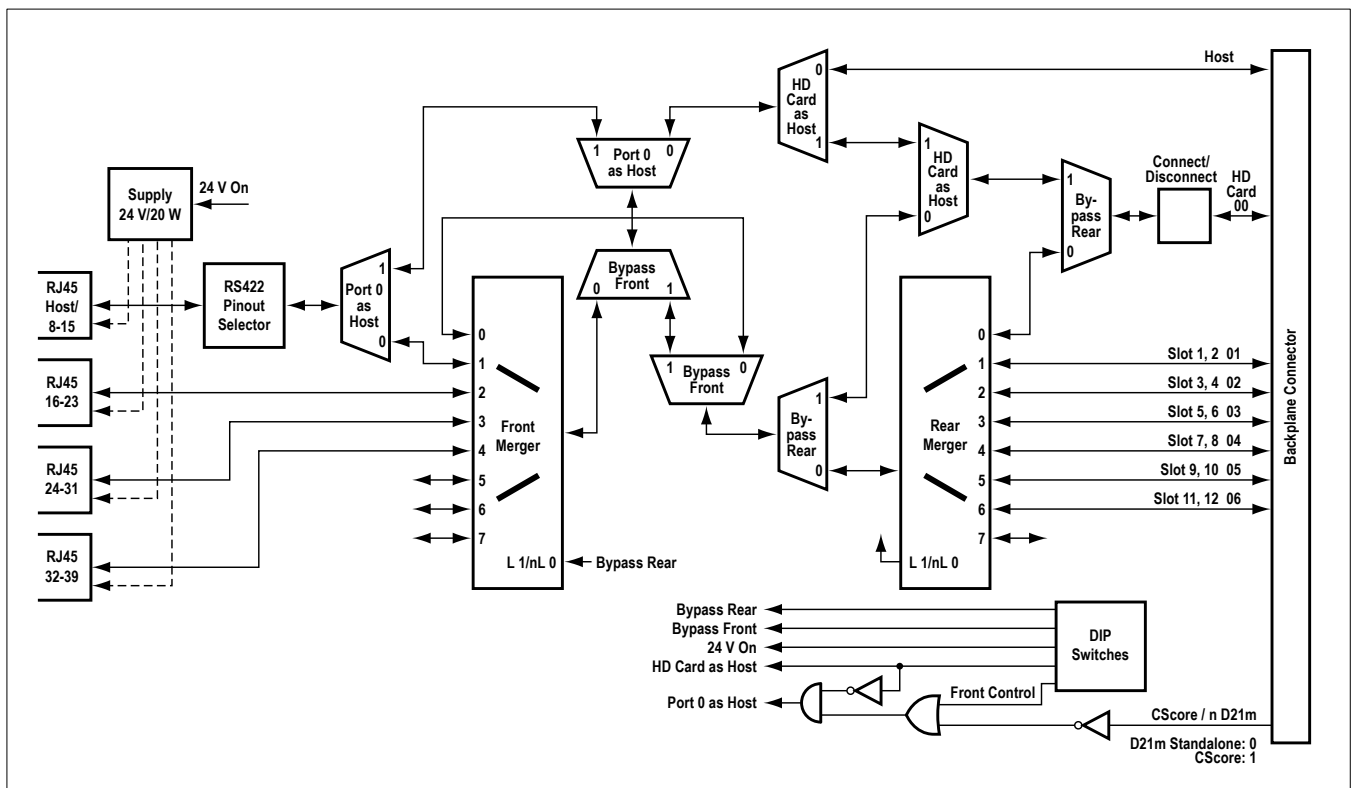 Host
0
HD
Card
as
Host
1
1
HD
Card
as
Host
0
1
Port 0
as Host
0
Connect/
Disconnect
HD
Card
00
1
By-
pass
Rear
0
Supply
24 V/20 W
24 V On
RJ45
Host/
8-15
RS422
Pinout
Selector
1
Port 0
as
Host
0
Bypass
Front
0
1
1
0
Bypass
Front
1
By-
pass
Rear
0
RJ45
16-23
RJ45
24-31
RJ45
32-39
0
1
2
3
4
5
6
7
Front
Merger
L 1/nL 0
Bypass Rear
0
1
2
3
4
5
6
7
Rear
Merger
L 1/nL 0
Slot 1, 2 01
Slot 3, 4 02
Slot 5, 6 03
Slot 7, 8 04
Slot 9, 10 05
Slot 11, 12 06
Backplane Connector
Bypass Rear
Bypass Front
24 V On
HD Card as Host
Port 0 as Host
DIP
Switches
Front Control
CScore / n D21m
D21m Standalone: 0
CScore: 1